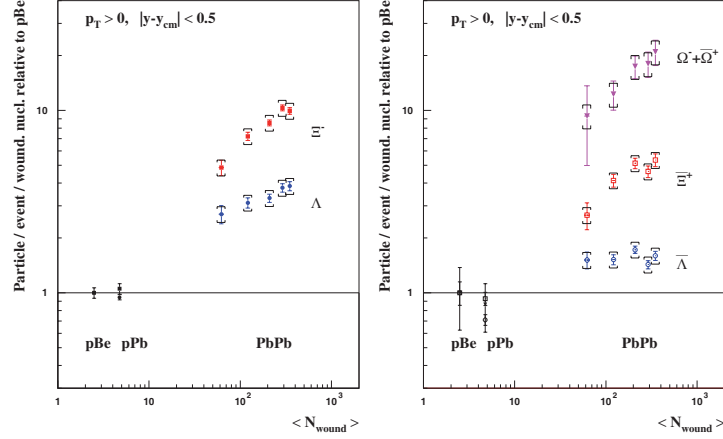 Particle / event / wound. nucl. relative to pBe
p_T > 0, |y-y_cm| < 0.5
10
1
Ξ⁻
Λ
pBe pPb PbPb
1 10 10² 10³
< N_wound >
Particle / event / wound. nucl. relative to pBe
p_T > 0, |y-y_cm| < 0.5
10
1
Ω⁻+Ω̅⁺
Ξ̅⁺
Λ̅
pBe pPb PbPb
1 10 10² 10³
< N_wound >